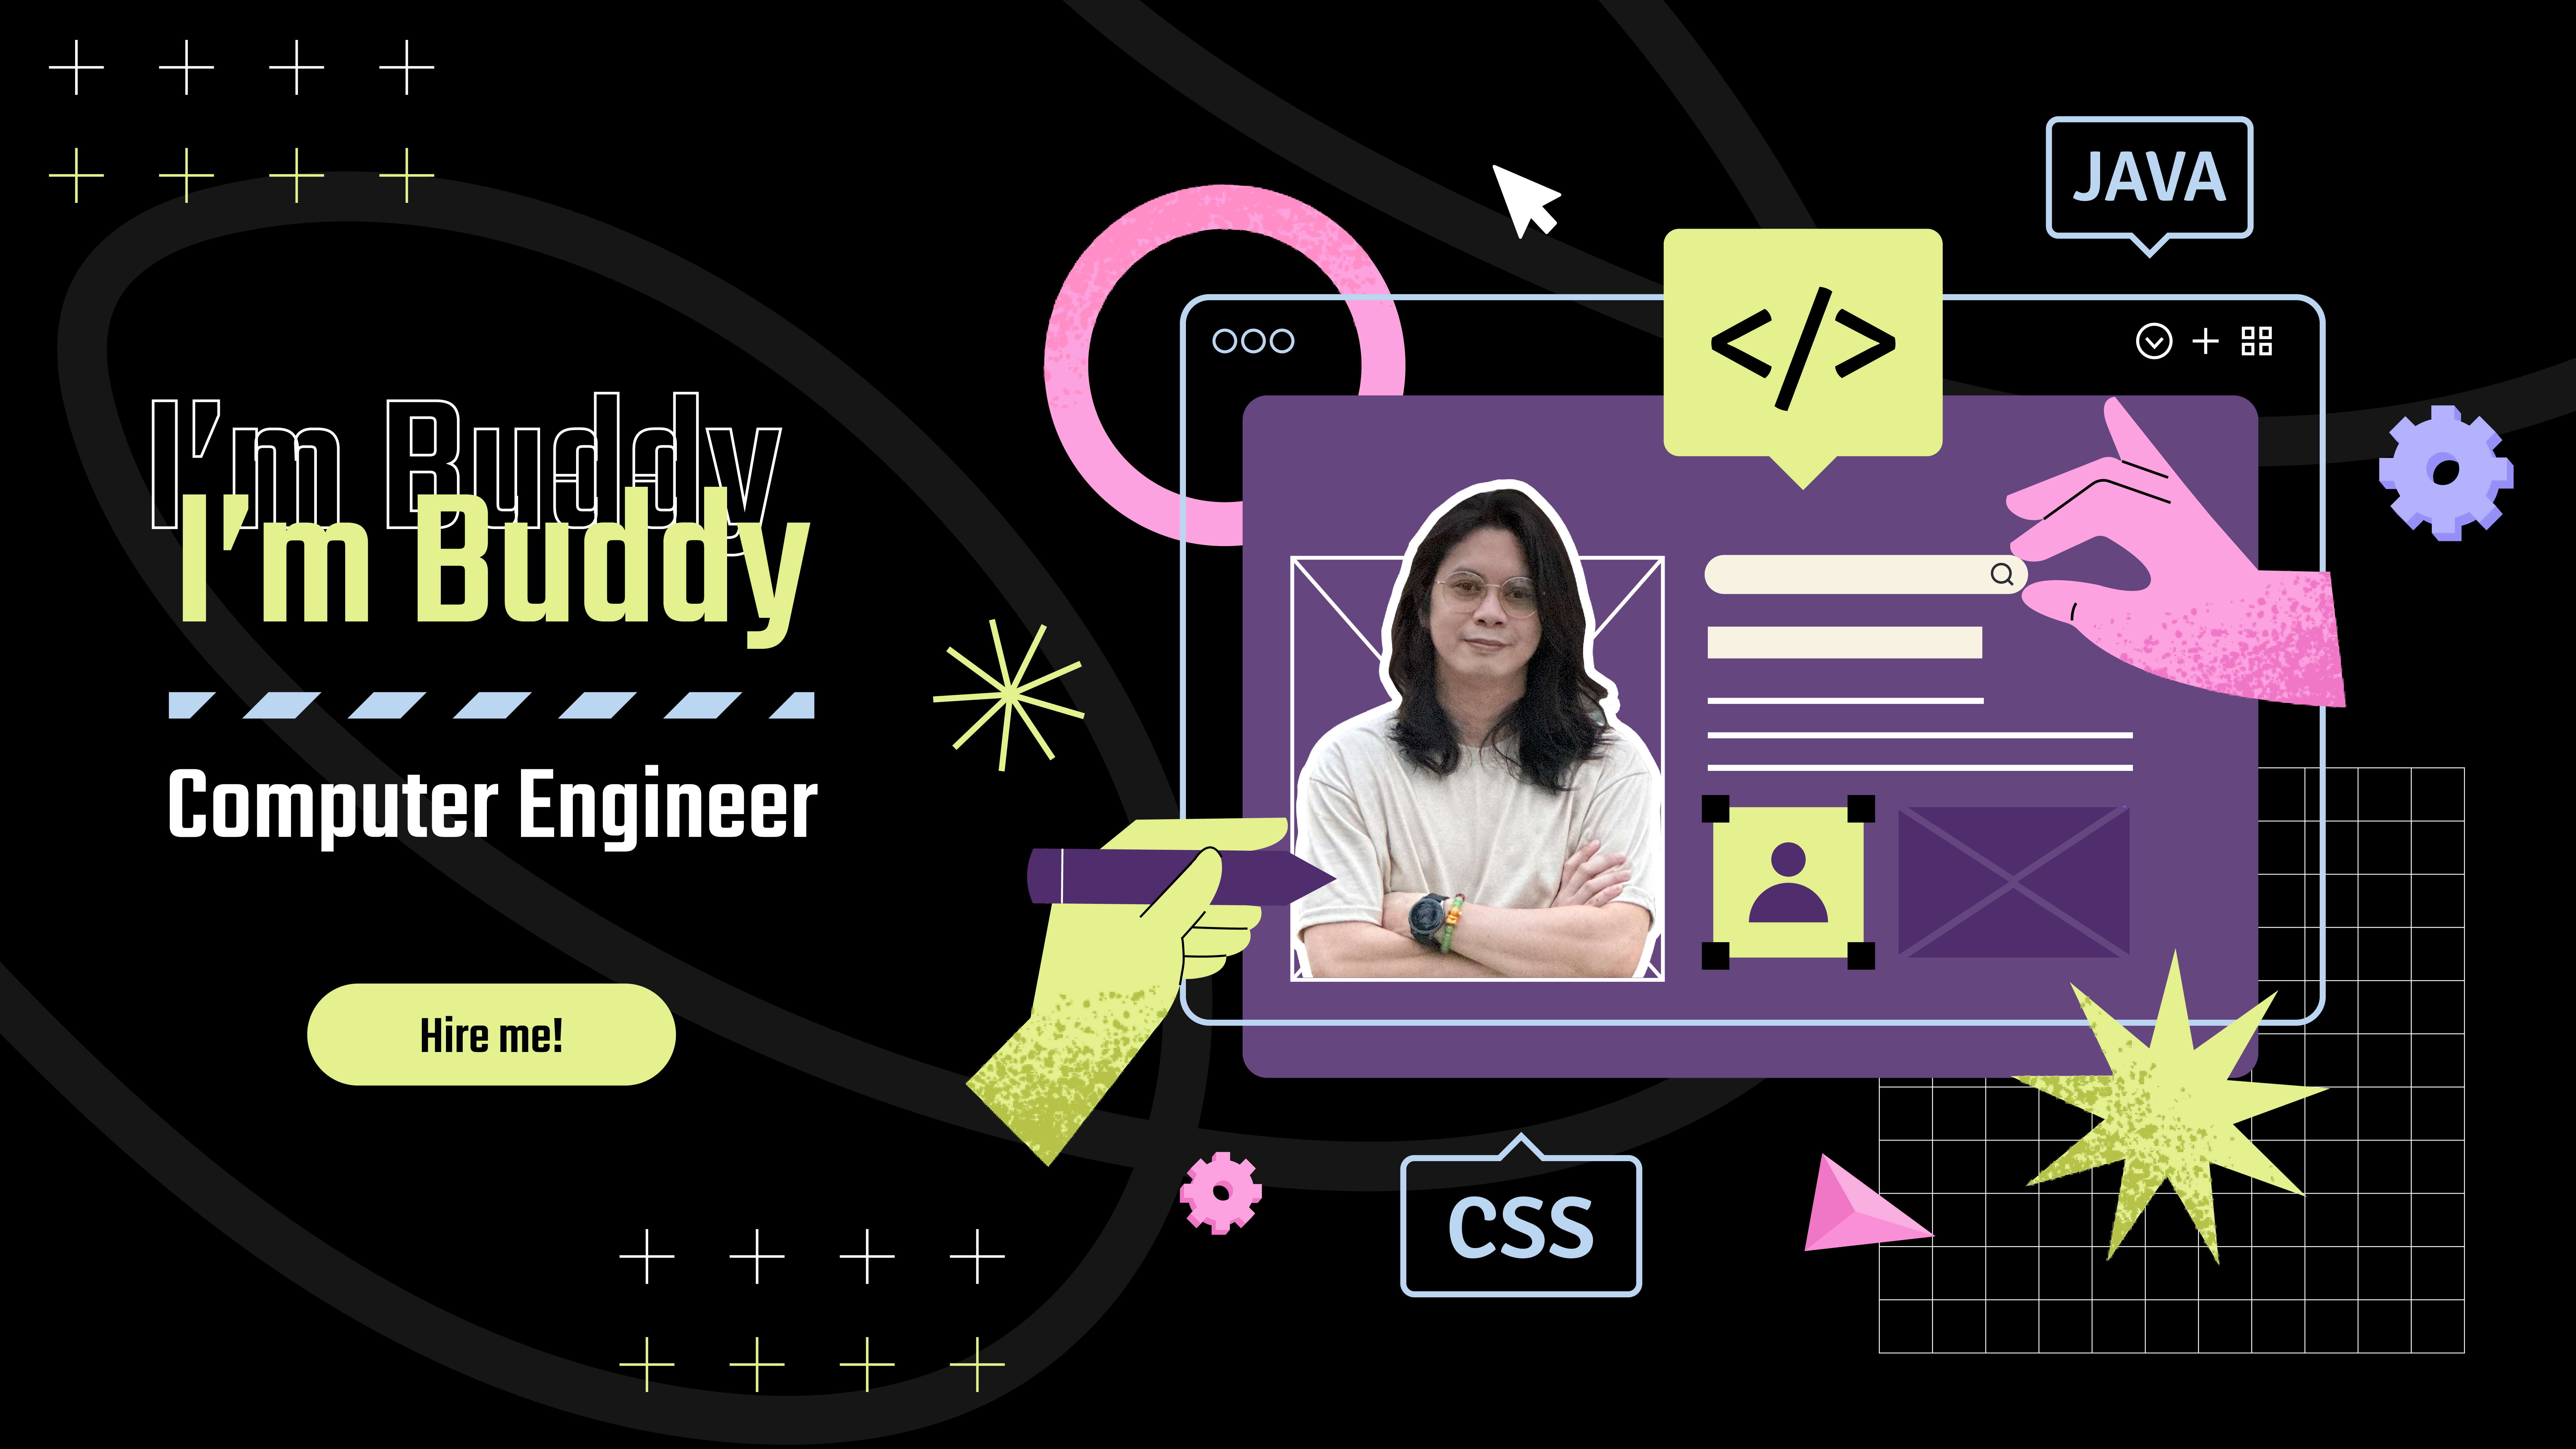 I’m Buddy
I’m Buddy
Computer Engineer
Hire me!
JAVA
</>
CSS